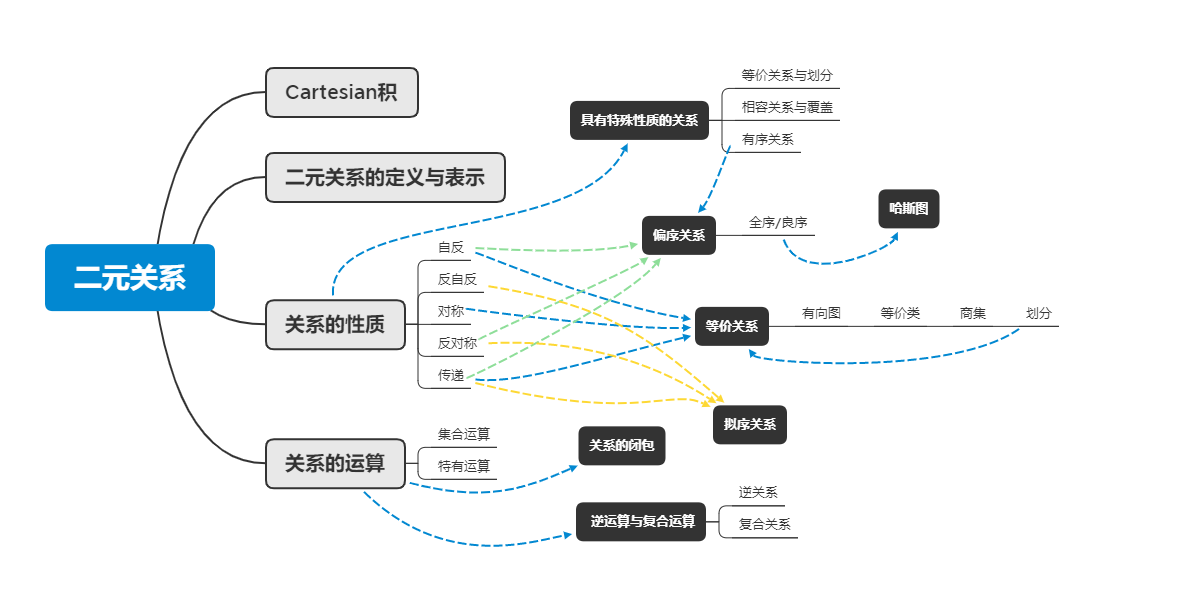 二元关系
Cartesian积
二元关系的定义与表示
关系的性质
自反
反自反
对称
反对称
传递
关系的运算
集合运算
特有运算
具有特殊性质的关系
等价关系与划分
相容关系与覆盖
有序关系
偏序关系
全序/良序
哈斯图
等价关系
有向图
等价类
商集
划分
拟序关系
关系的闭包
逆运算与复合运算
逆关系
复合关系